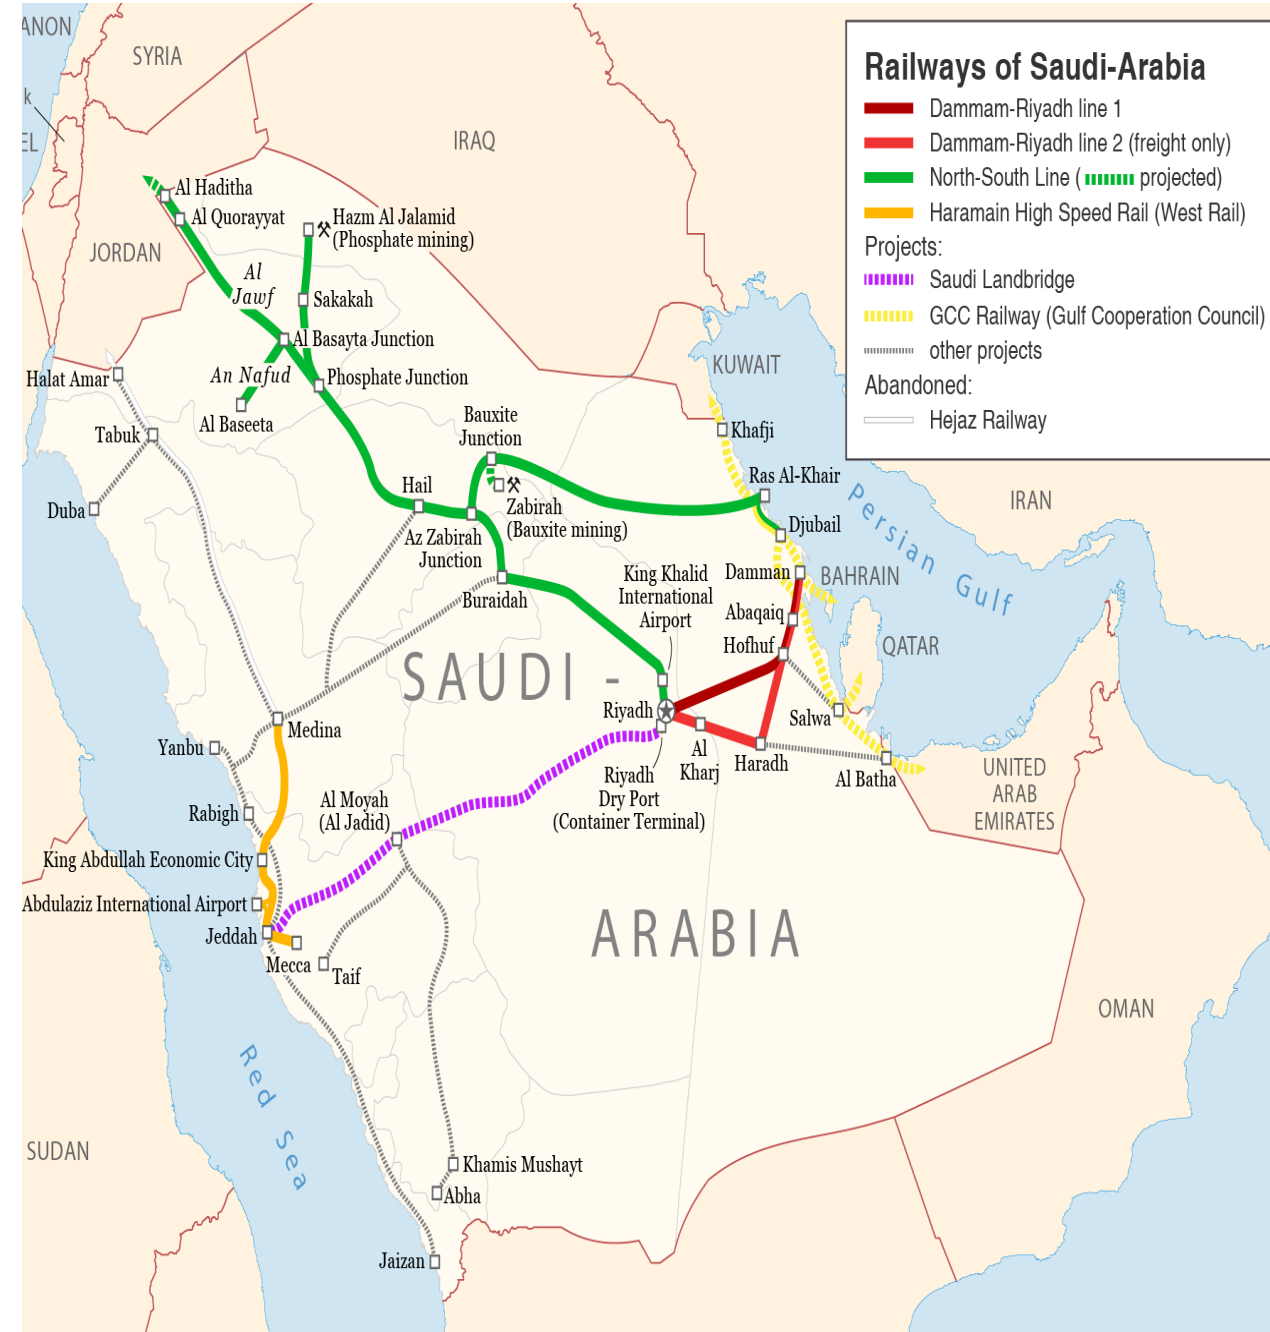 ANON
SYRIA
k
EL
IRAQ
JORDAN
KUWAIT
IRAN
BAHRAIN
QATAR
UNITED
ARAB
EMIRATES
OMAN
SUDAN
SAUDI -
ARABIA
Persian Gulf
Red Sea
Railways of Saudi-Arabia
Dammam-Riyadh line 1
Dammam-Riyadh line 2 (freight only)
North-South Line ( projected)
Haramain High Speed Rail (West Rail)
Projects:
Saudi Landbridge
GCC Railway (Gulf Cooperation Council)
other projects
Abandoned:
Hejaz Railway
Al Haditha
Al Quorayyat
Hazm Al Jalamid
(Phosphate mining)
Al
Jawf
Sakakah
Al Basayta Junction
An Nafud
Phosphate Junction
Al Baseeta
Halat Amar
Tabuk
Duba
Bauxite
Junction
Hail
Zabirah
(Bauxite mining)
Az Zabirah
Junction
Buraidah
Khafji
Ras Al-Khair
Djubail
Damman
Abaqaiq
Hofhuf
King Khalid
International
Airport
Riyadh
Riyadh
Dry Port
(Container Terminal)
Al
Kharj
Haradh
Salwa
Al Batha
Medina
Yanbu
Rabigh
Al Moyah
(Al Jadid)
King Abdullah Economic City
Abdulaziz International Airport
Jeddah
Mecca
Taif
Khamis Mushayt
Abha
Jaizan